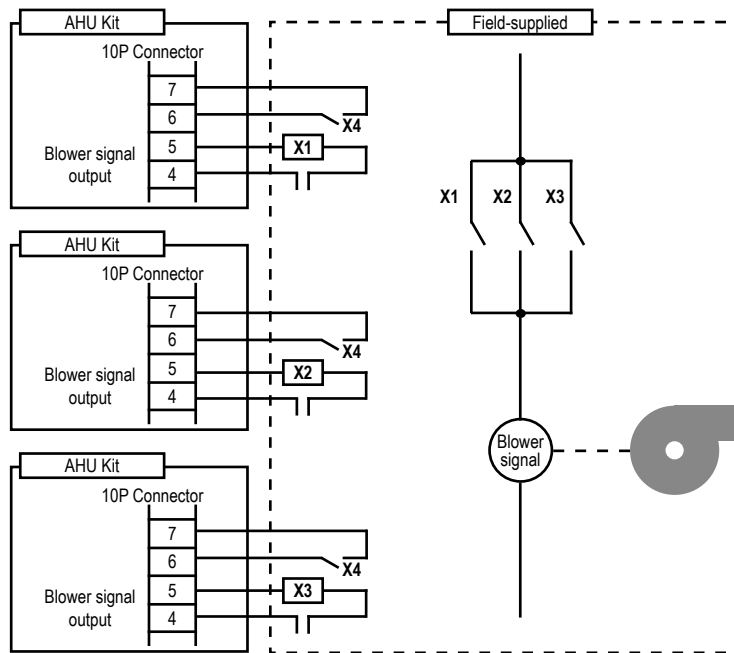 AHU Kit
10P Connector
7
6
5
4
Blower signal
output
X4
X1
AHU Kit
10P Connector
7
6
5
4
Blower signal
output
X4
X2
AHU Kit
10P Connector
7
6
5
4
Blower signal
output
X4
X3
Field-supplied
X1 X2 X3
Blower
signal